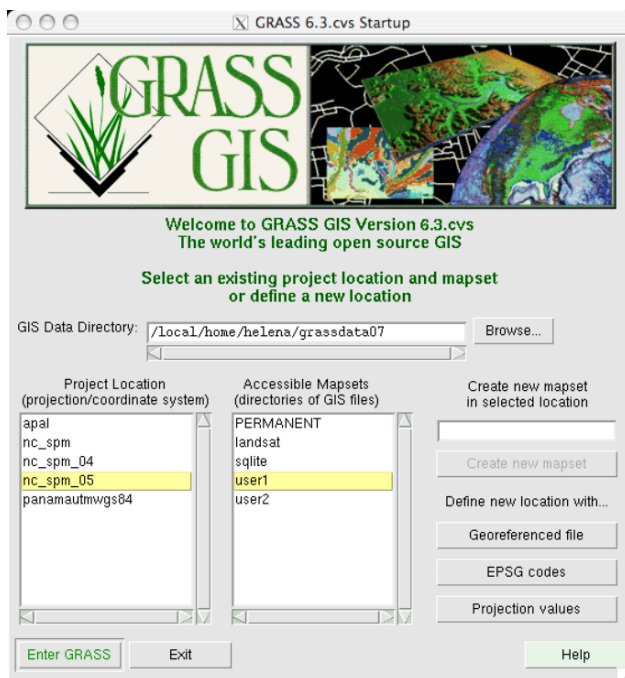 GRASS 6.3.cvs Startup
GRASS
GIS
Welcome to GRASS GIS Version 6.3.cvs
The world's leading open source GIS
Select an existing project location and mapset
or define a new location
GIS Data Directory: /local/home/helena/grassdata07 Browse...
Project Location
(projection/coordinate system)
apal
nc_spm
nc_spm_04
nc_spm_05
panamautmwgs84
Accessible Mapsets
(directories of GIS files)
PERMANENT
landsat
sqlite
user1
user2
Create new mapset
in selected location
Create new mapset
Define new location with...
Georeferenced file
EPSG codes
Projection values
Enter GRASS Exit Help